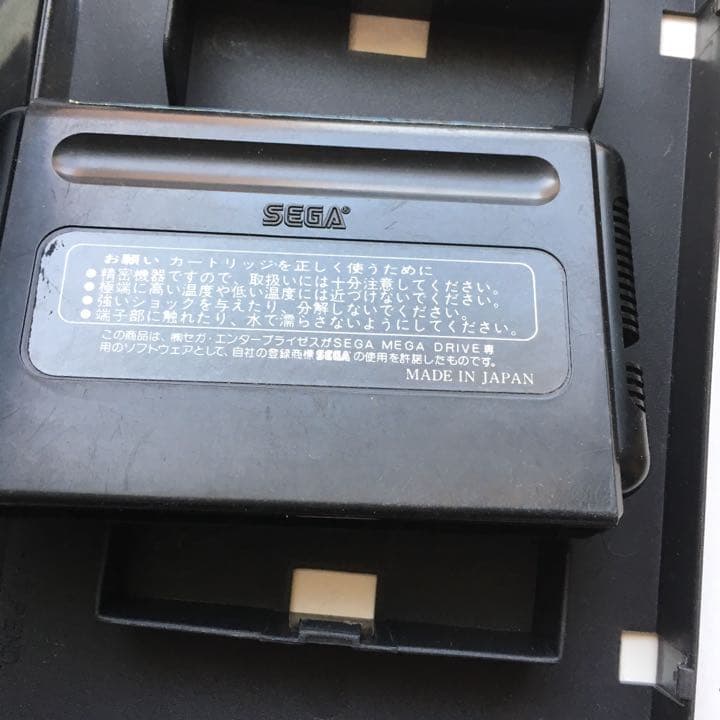 SEGA®
お願い カートリッジを正しく使うために
●精密機器ですので、取扱いには十分注意してください。
●極端に高い温度や低い温度には近づけないでください。
●強いショックを与えたり、分解しないでください。
●端子部に触れたり、水で濡らさないようにしてください。
この商品は、㈱セガ・エンタープライゼスがSEGA MEGA DRIVE専
用のソフトウェアとして、自社の登録商標SEGAの使用を許諾したものです。
MADE IN JAPAN